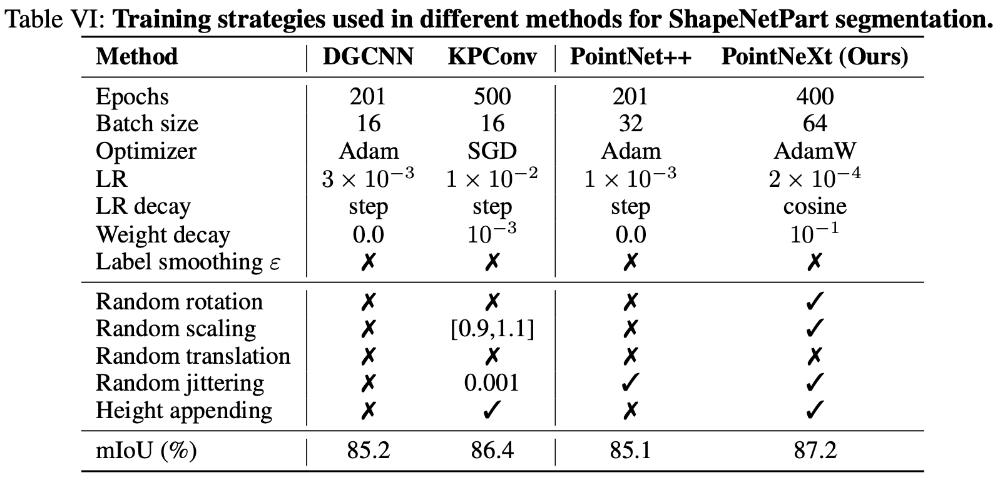 Table VI: Training strategies used in different methods for ShapeNetPart segmentation.
Method DGCNN KPConv PointNet++ PointNeXt (Ours)
Epochs 201 500 201 400
Batch size 16 16 32 64
Optimizer Adam SGD Adam AdamW
LR 3 × 10⁻³ 1 × 10⁻² 1 × 10⁻³ 2 × 10⁻⁴
LR decay step step step cosine
Weight decay 0.0 10⁻³ 0.0 10⁻¹
Label smoothing ε ✗ ✗ ✗ ✗
Random rotation ✗ ✗ ✗ ✓
Random scaling ✗ [0.9,1.1] ✗ ✓
Random translation ✗ ✗ ✗ ✗
Random jittering ✗ 0.001 ✓ ✓
Height appending ✗ ✓ ✗ ✓
mIoU (%) 85.2 86.4 85.1 87.2